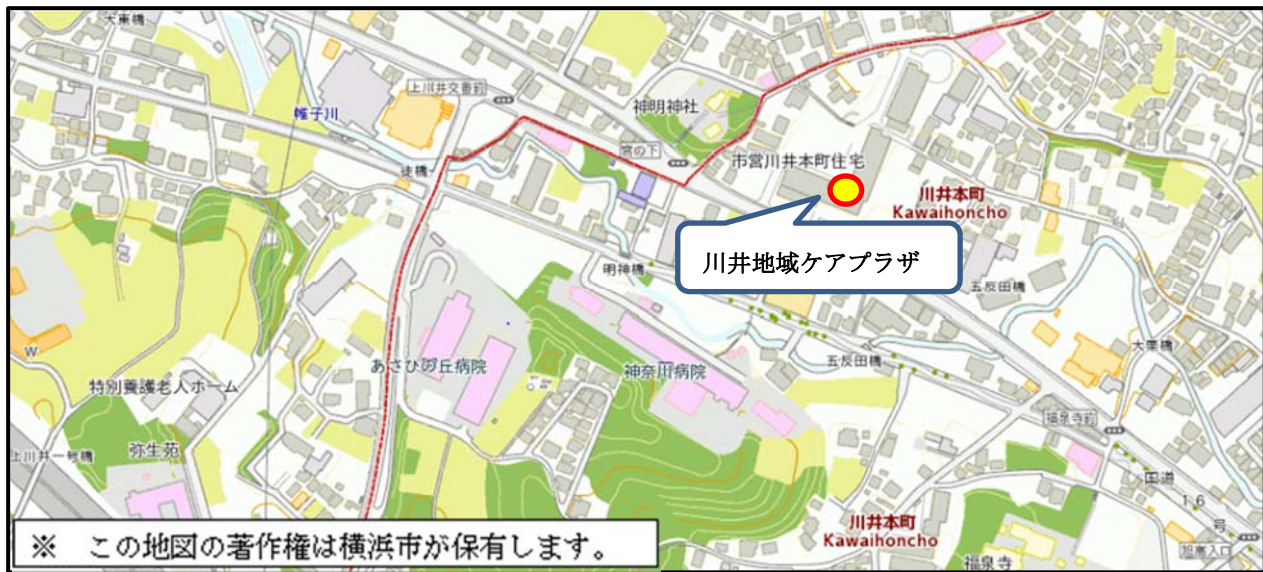 大東橋
上川井交番前
帷子川
神明神社
宮の下
市営川井本町住宅
徒橋
川井本町
Kawaihoncho
川井地域ケアプラザ
明神橋
五反田橋
大栗橋
五反田橋
W
あさひの丘病院
神奈川病院
特別養護老人ホーム
福泉寺前
弥生苑
上川井一号橋
国道
16
号
川井本町
Kawaihoncho
旭高入口
福泉寺
※ この地図の著作権は横浜市が保有します。